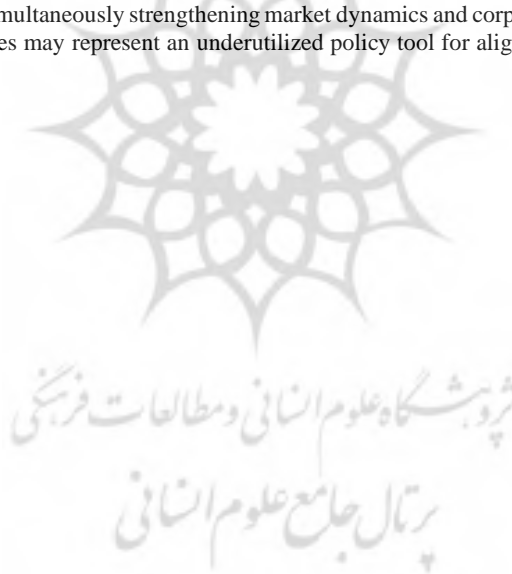 multaneously strengthening market dynamics and corp
es may represent an underutilized policy tool for alig
پژوهشگاه علوم انسانی و مطالعات فرهنگی
پرتال جامع علوم انسانی